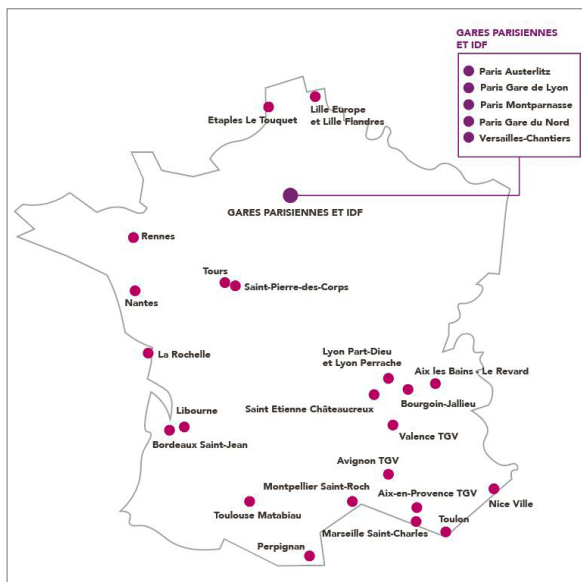 GARES PARISIENNES
ET IDF
Paris Austerlitz
Paris Gare de Lyon
Paris Montparnasse
Paris Gare du Nord
Versailles-Chantiers
Etaples Le Touquet
Lille Europe
et Lille Flandres
GARES PARISIENNES ET IDF
Rennes
Tours
Saint-Pierre-des-Corps
Nantes
La Rochelle
Lyon Part-Dieu
et Lyon Perrache
Aix les Bains - Le Revard
Saint Etienne Châteaucreux
Bourgoin-Jallieu
Libourne
Bordeaux Saint-Jean
Valence TGV
Avignon TGV
Montpellier Saint-Roch
Aix-en-Provence TGV
Nice Ville
Toulouse Matabiau
Marseille Saint-Charles
Toulon
Perpignan